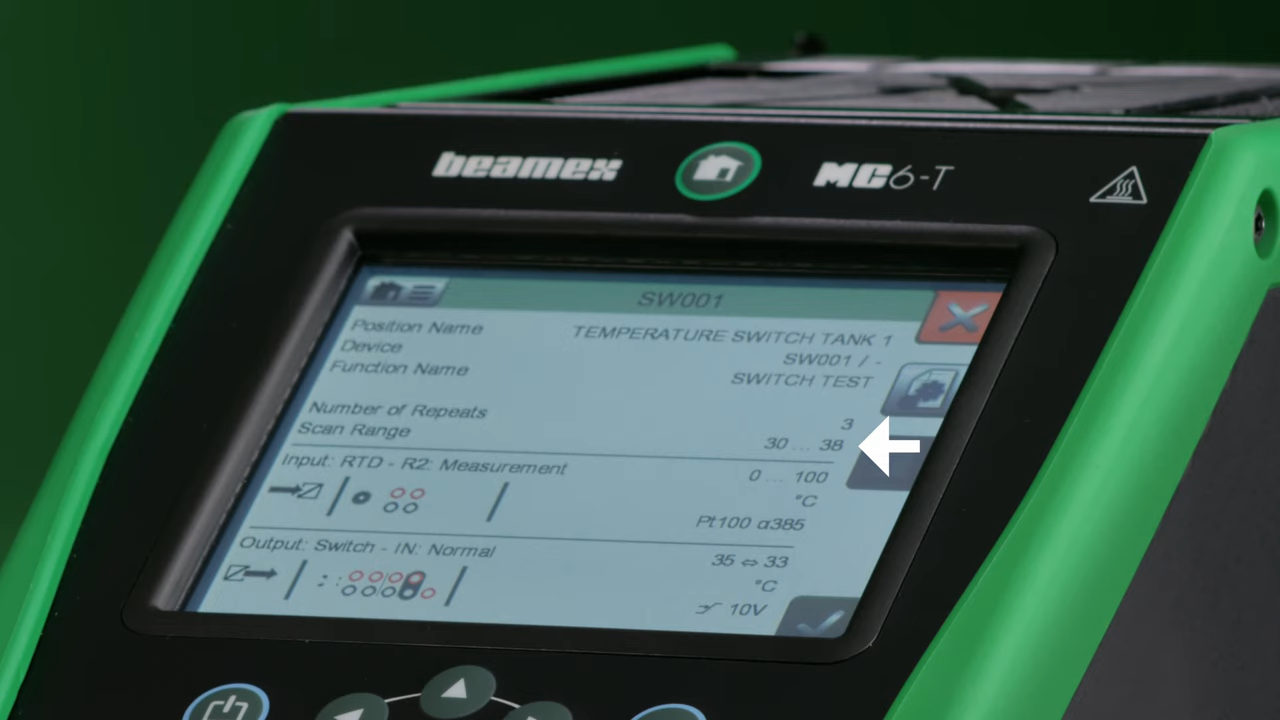 beamex MC6-T
SW001
Position Name TEMPERATURE SWITCH TANK 1
Device SW001 / -
Function Name SWITCH TEST
Number of Repeats 3
Scan Range 30 ... 38
Input: RTD - R2: Measurement 0 ... 100
°C
Pt100 α385
Output: Switch - IN: Normal 35 ⇔ 33
°C
10V